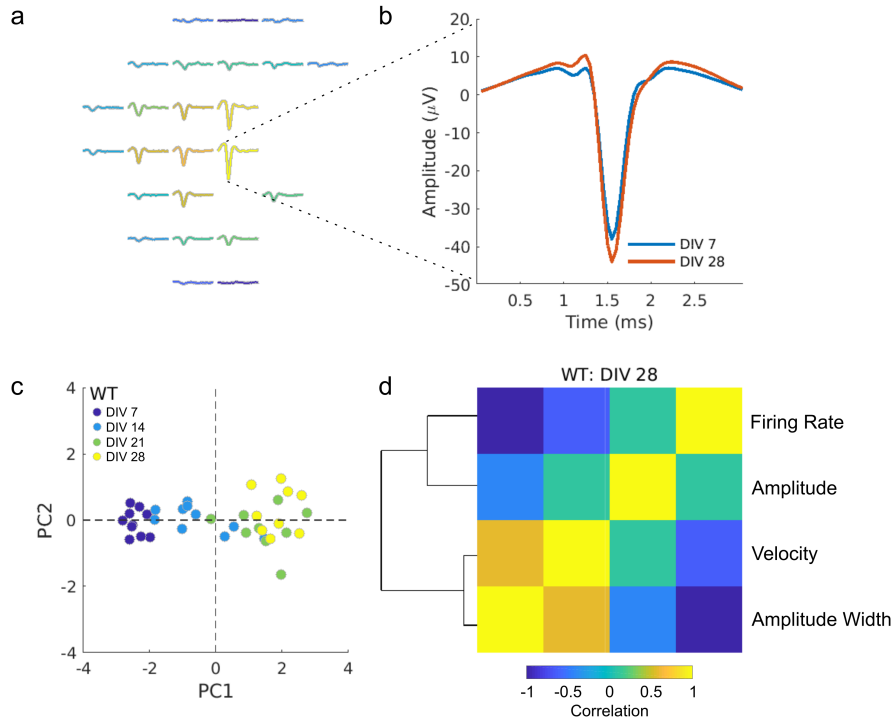 a
b
20
10
0
-10
-20
-30
-40
-50
Amplitude (μV)
DIV 7
DIV 28
0.5 1 1.5 2 2.5
Time (ms)
c
WT
DIV 7
DIV 14
DIV 21
DIV 28
4
2
0
-2
-4
PC2
-4 -2 0 2 4
PC1
d
WT: DIV 28
Firing Rate
Amplitude
Velocity
Amplitude Width
-1 -0.5 0 0.5 1
Correlation